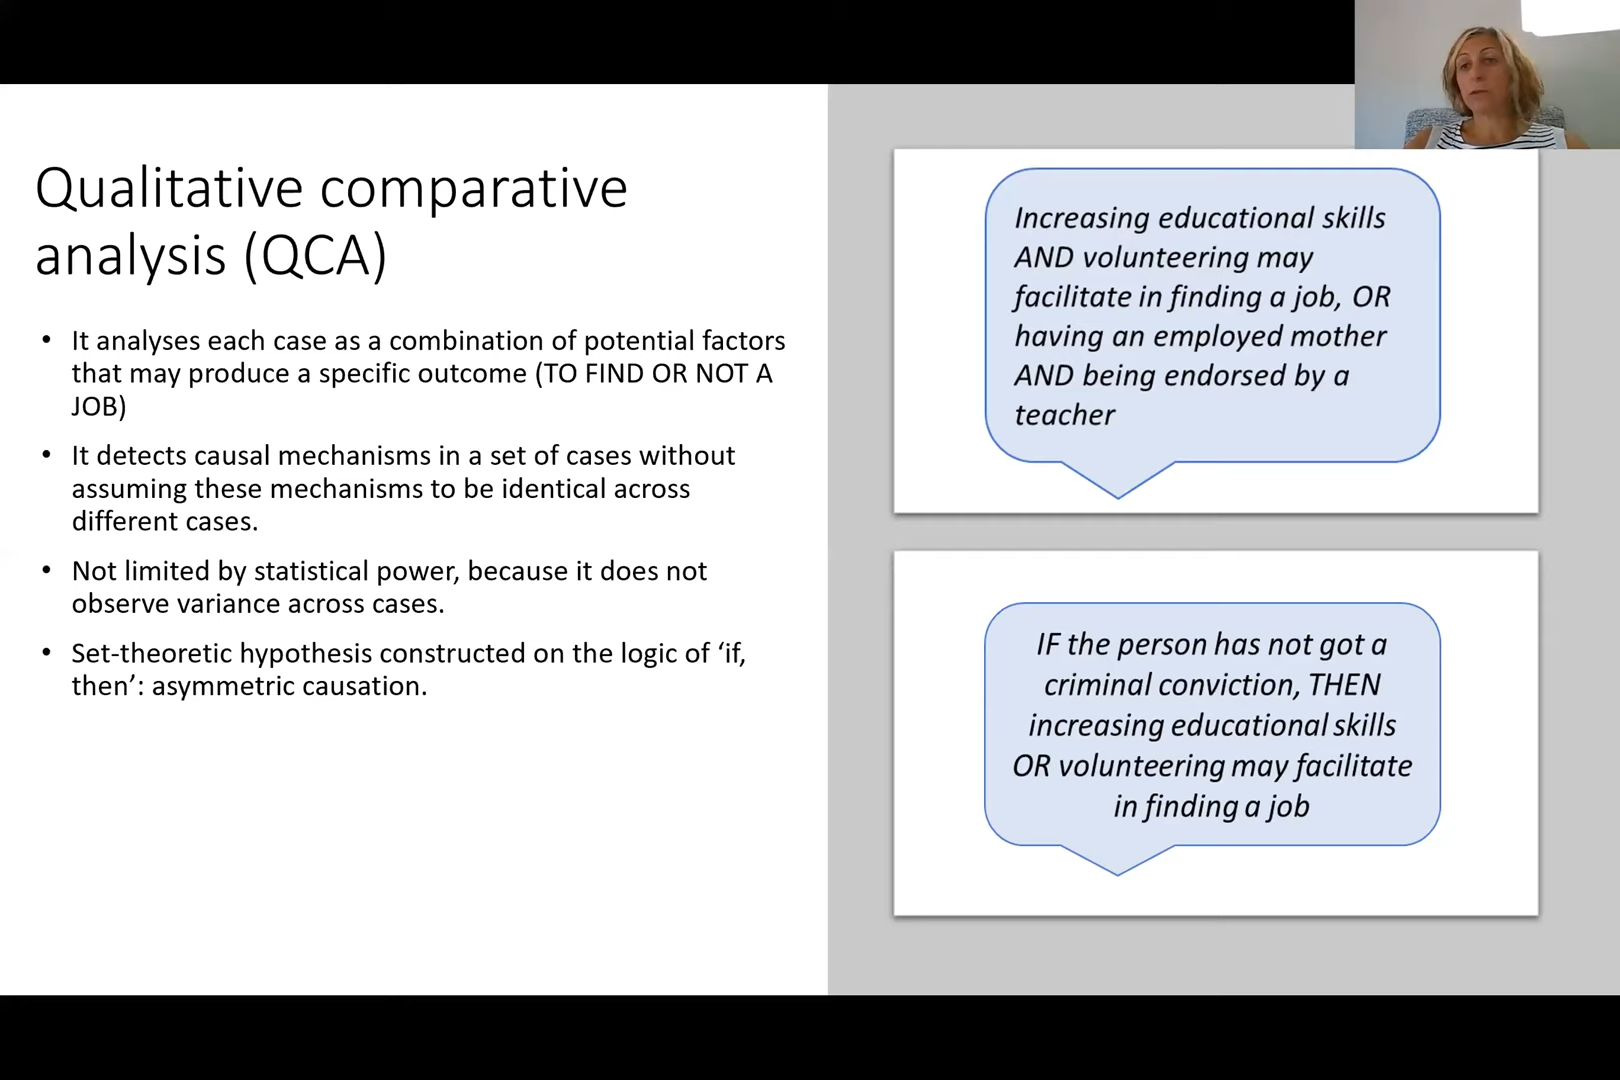 Qualitative comparative
analysis (QCA)
• It analyses each case as a combination of potential factors
that may produce a specific outcome (TO FIND OR NOT A
JOB)
• It detects causal mechanisms in a set of cases without
assuming these mechanisms to be identical across
different cases.
• Not limited by statistical power, because it does not
observe variance across cases.
• Set-theoretic hypothesis constructed on the logic of ‘if,
then’: asymmetric causation.
Increasing educational skills
AND volunteering may
facilitate in finding a job, OR
having an employed mother
AND being endorsed by a
teacher
IF the person has not got a
criminal conviction, THEN
increasing educational skills
OR volunteering may facilitate
in finding a job